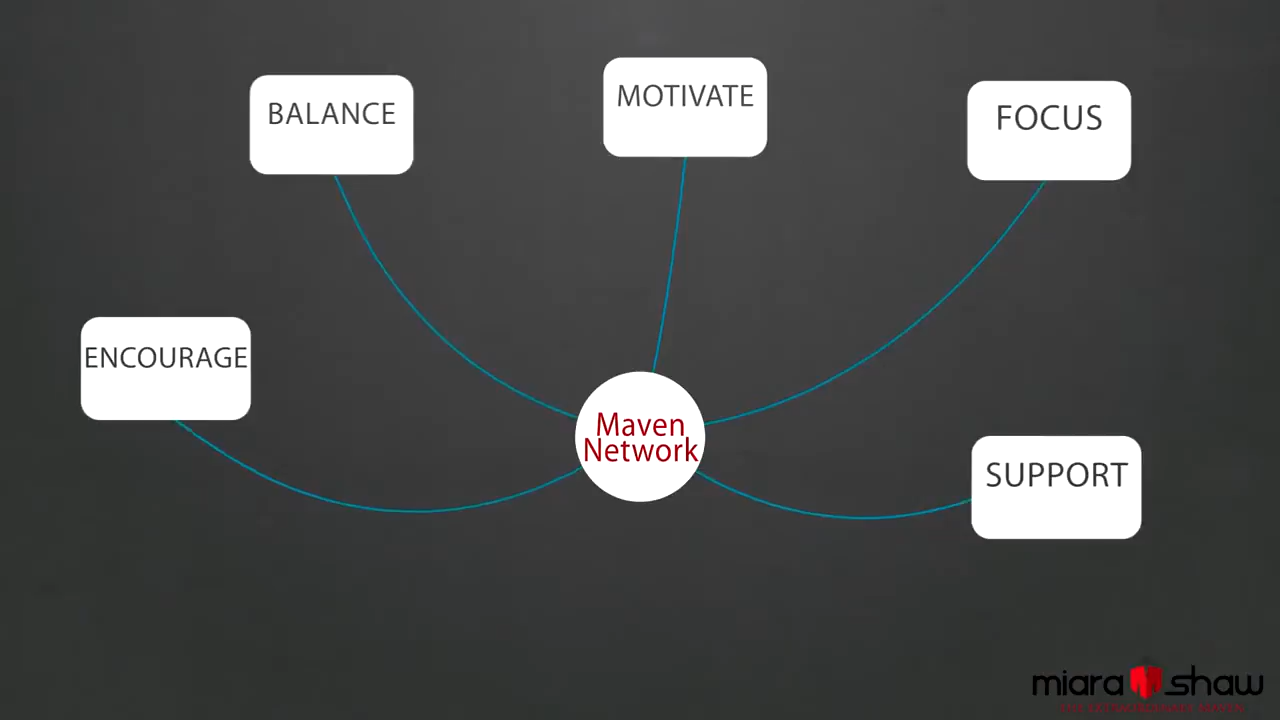 BALANCE
MOTIVATE
FOCUS
ENCOURAGE
Maven
Network
SUPPORT
miara shaw